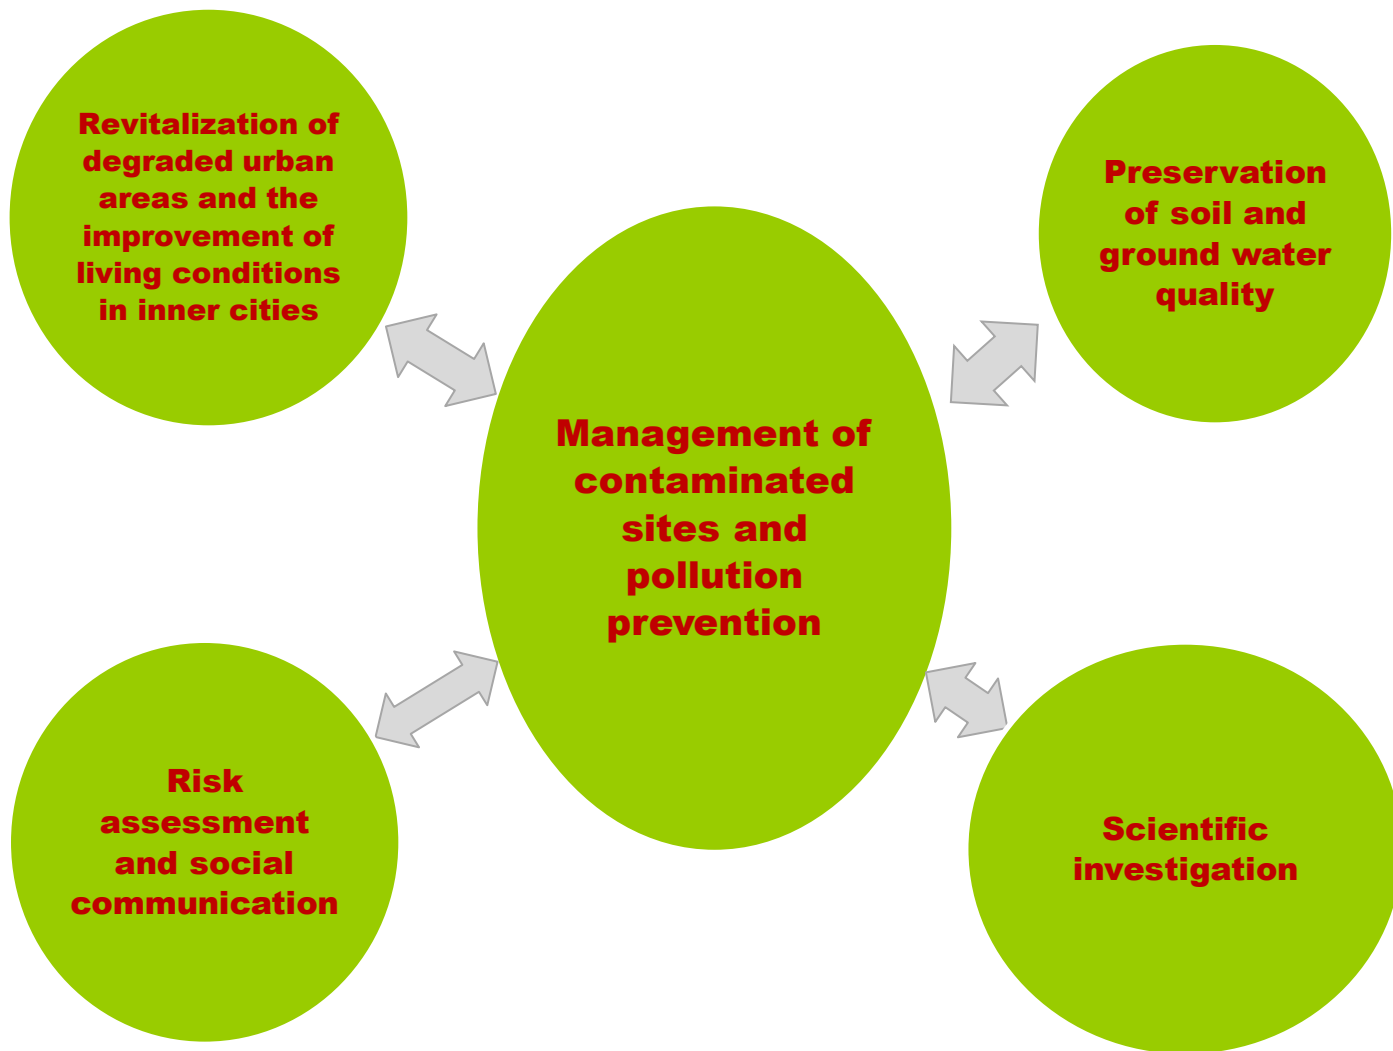 Revitalization of
degraded urban
areas and the
improvement of
living conditions
in inner cities
Preservation
of soil and
ground water
quality
Management of
contaminated
sites and
pollution
prevention
Risk
assessment
and social
communication
Scientific
investigation